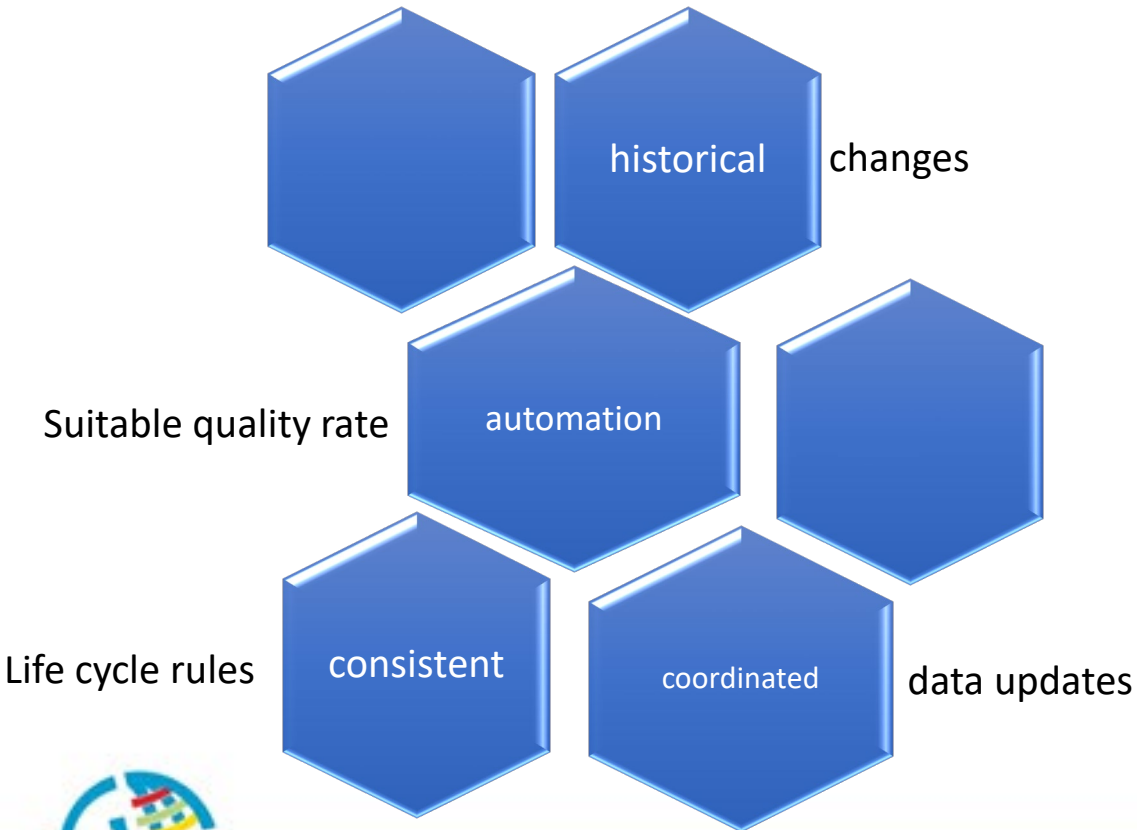 historical changes
Suitable quality rate automation
Life cycle rules consistent
coordinated data updates